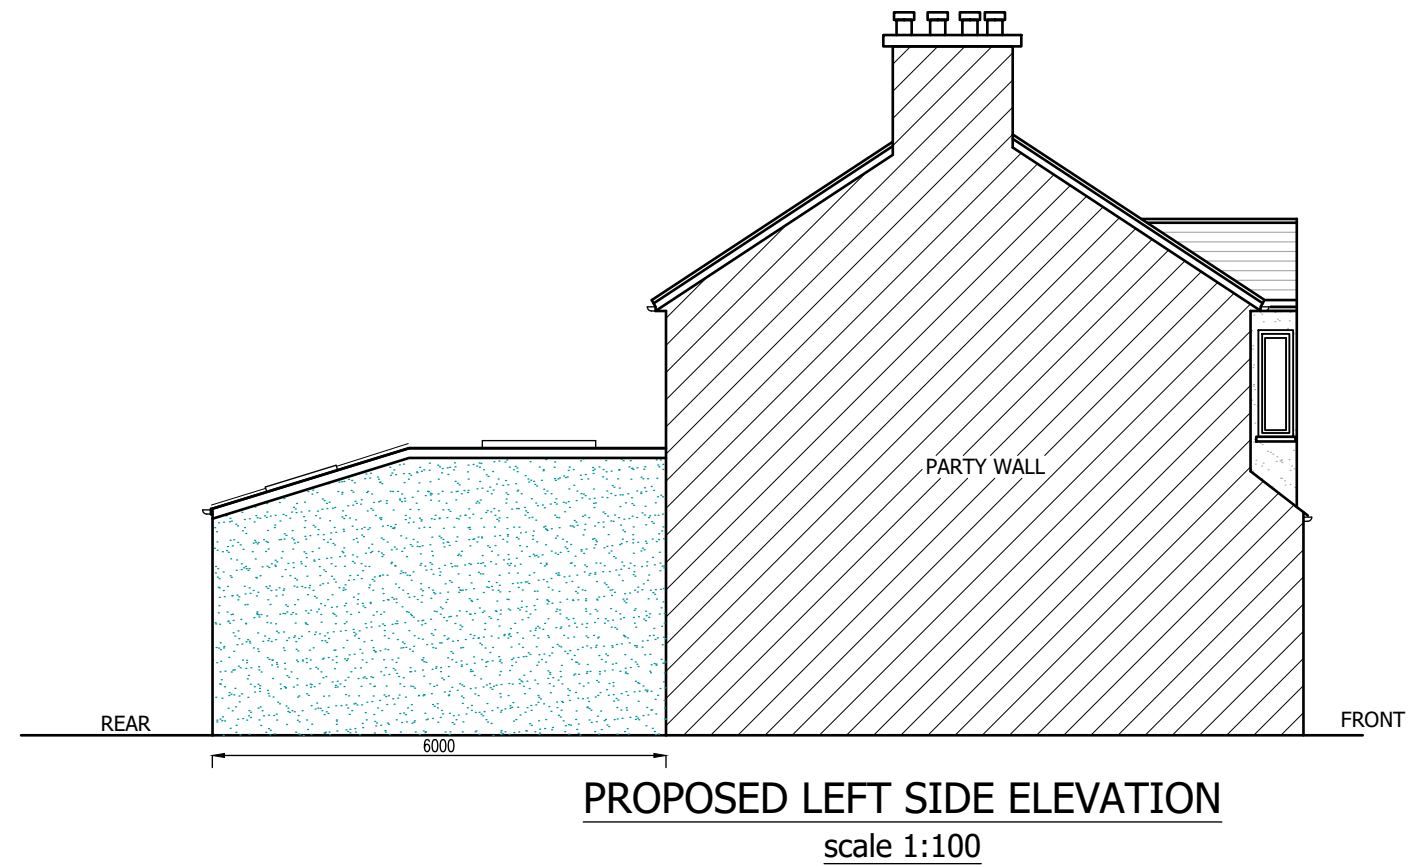 PARTY WALL
REAR
FRONT
6000
PROPOSED LEFT SIDE ELEVATION
scale 1:100